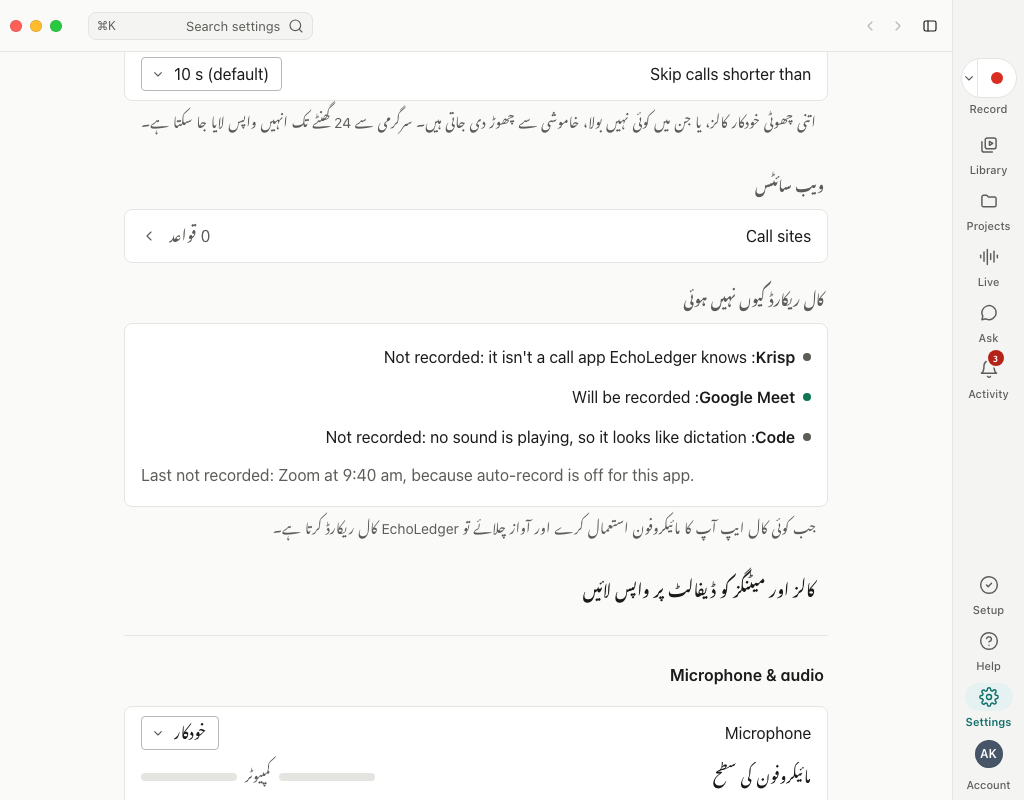 ⌘K Search settings
Skip calls shorter than 10 s (default)
اتنی چھوٹی خودکار کالز، یا جن میں کوئی نہیں بولا، خاموشی سے چھوڑ دی جاتی ہیں۔ سرگرمی سے 24 گھنٹے تک انہیں واپس لایا جا سکتا ہے۔
ویب سائٹس
Call sites 0 قواعد
کال ریکارڈ کیوں نہیں ہوئی
Krisp: Not recorded: it isn't a call app EchoLedger knows
Google Meet: Will be recorded
Code: Not recorded: no sound is playing, so it looks like dictation
Last not recorded: Zoom at 9:40 am, because auto-record is off for this app.
جب کوئی کال ایپ آپ کا مائیکروفون استعمال کرے اور آواز چلائے تو EchoLedger کال ریکارڈ کرتا ہے۔
کالز اور میٹنگز کو ڈیفالٹ پر واپس لائیں
Microphone & audio
Microphone خودکار
مائیکروفون کی سطح کمپیوٹر
Record
Library
Projects
Live
Ask
3
Activity
Setup
Help
Settings
AK
Account